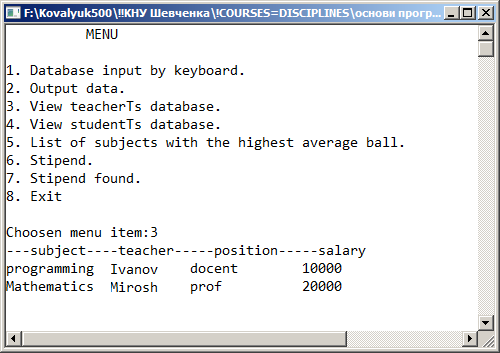 F:\Kovalyuk500\!!КНУ Шевченка\!COURSES=DISCIPLINES\основи прогр...
MENU
1. Database input by keyboard.
2. Output data.
3. View teacherTs database.
4. View studentTs database.
5. List of subjects with the highest average ball.
6. Stipend.
7. Stipend found.
8. Exit
Choosen menu item:3
---subject----teacher-----position-----salary
programming Ivanov docent 10000
Mathematics Mirosh prof 20000